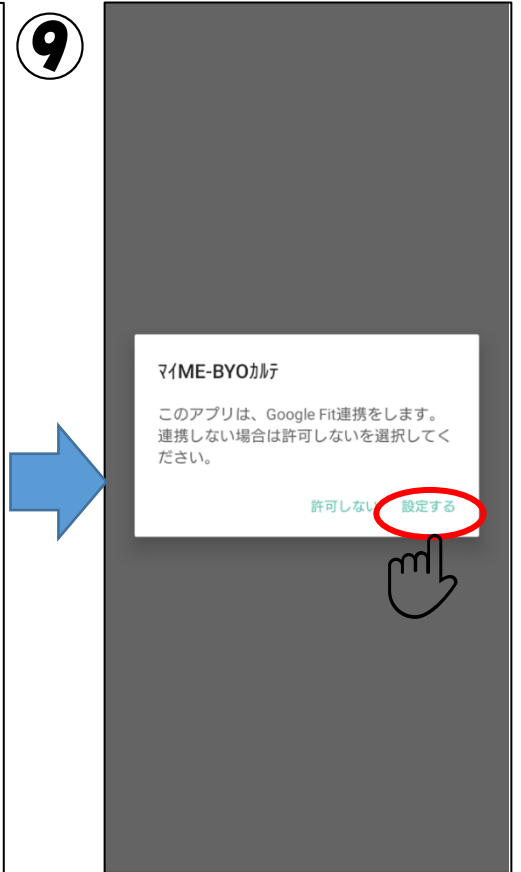 ⑨
マイME-BYOカルテ
このアプリは、Google Fit連携をします。
連携しない場合は許可しないを選択してく
ださい。
許可しない 設定する